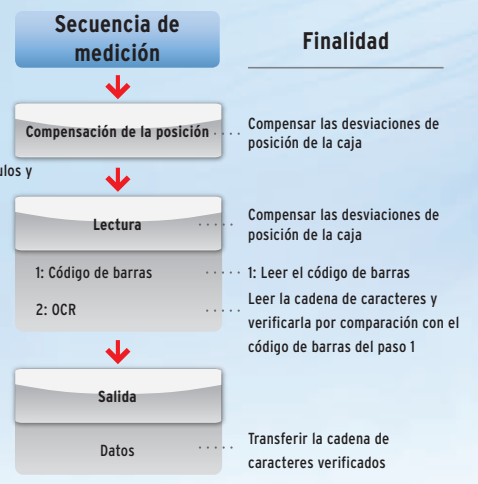 Secuencia de
medición
Finalidad
Compensación de la posición
Compensar las desviaciones de
posición de la caja
ulos y
Lectura
Compensar las desviaciones de
posición de la caja
1: Código de barras
1: Leer el código de barras
2: OCR
Leer la cadena de caracteres y
verificarla por comparación con el
código de barras del paso 1
Salida
Datos
Transferir la cadena de
caracteres verificados